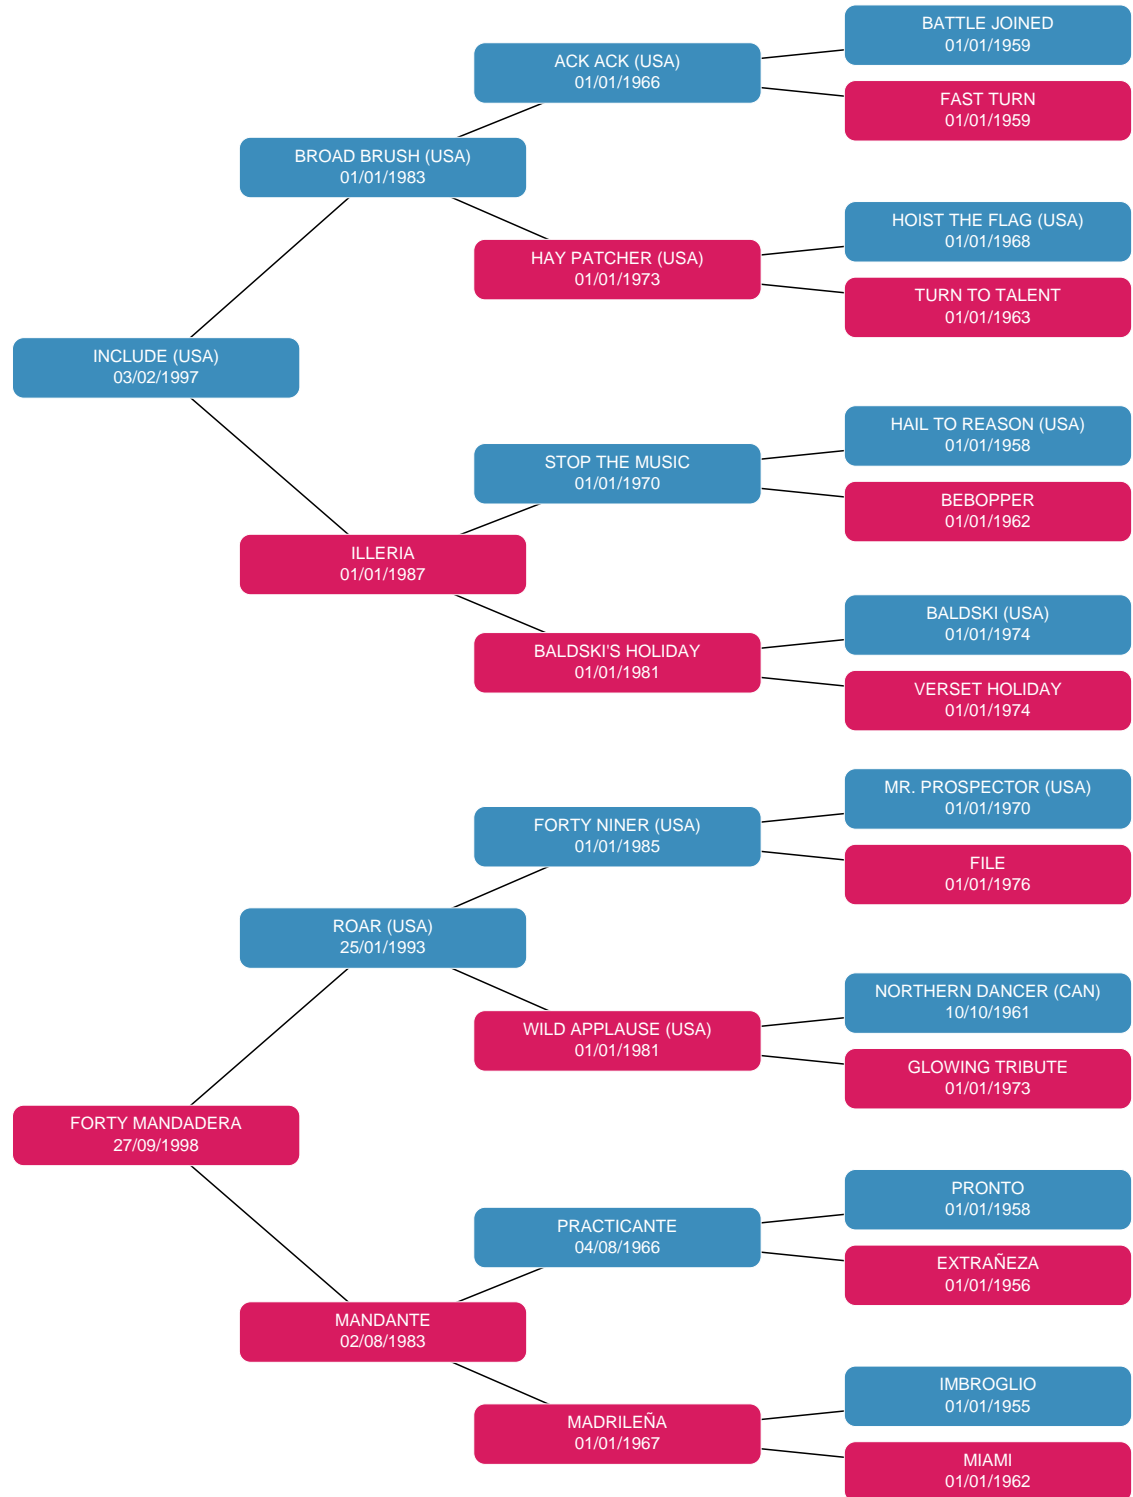 BATTLE JOINED
01/01/1959
ACK ACK (USA)
01/01/1966
FAST TURN
01/01/1959
BROAD BRUSH (USA)
01/01/1983
HOIST THE FLAG (USA)
01/01/1968
HAY PATCHER (USA)
01/01/1973
TURN TO TALENT
01/01/1963
INCLUDE (USA)
03/02/1997
HAIL TO REASON (USA)
01/01/1958
STOP THE MUSIC
01/01/1970
BEBOPPER
01/01/1962
ILLERIA
01/01/1987
BALDSKI (USA)
01/01/1974
BALDSKI'S HOLIDAY
01/01/1981
VERSET HOLIDAY
01/01/1974
MR. PROSPECTOR (USA)
01/01/1970
FORTY NINER (USA)
01/01/1985
FILE
01/01/1976
ROAR (USA)
25/01/1993
NORTHERN DANCER (CAN)
10/10/1961
WILD APPLAUSE (USA)
01/01/1981
GLOWING TRIBUTE
01/01/1973
FORTY MANDADERA
27/09/1998
PRONTO
01/01/1958
PRACTICANTE
04/08/1966
EXTRAÑEZA
01/01/1956
MANDANTE
02/08/1983
IMBROGLIO
01/01/1955
MADRILEÑA
01/01/1967
MIAMI
01/01/1962